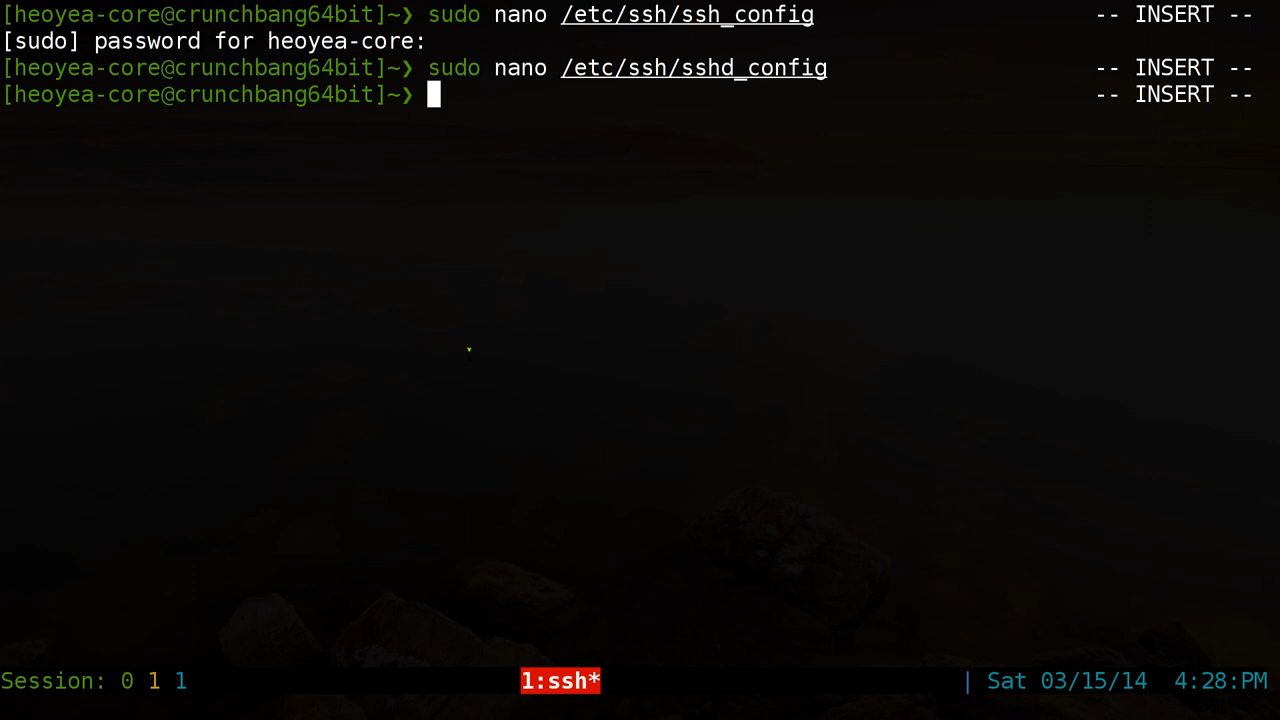 [heoyea-core@crunchbang64bit]~❯ sudo nano /etc/ssh/ssh_config -- INSERT --
[sudo] password for heoyea-core:
[heoyea-core@crunchbang64bit]~❯ sudo nano /etc/ssh/sshd_config -- INSERT --
[heoyea-core@crunchbang64bit]~❯ -- INSERT --
Session: 0 1 1 1:ssh* | Sat 03/15/14 4:28:PM